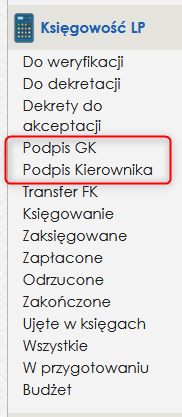 Księgowość LP
Do weryfikacji
Do dekretacji
Dekrety do
akceptacji
Podpis GK
Podpis Kierownika
Transfer FK
Księgowanie
Zaksięgowane
Zapłacone
Odrzucone
Zakończone
Ujęte w księgach
Wszystkie
W przygotowaniu
Budżet